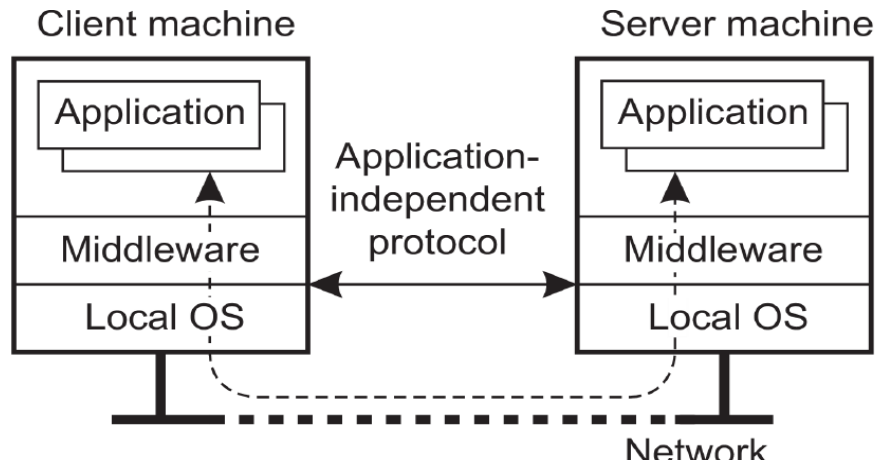 Client machine
Server machine
Application
Application
Application-
independent
protocol
Middleware
Middleware
Local OS
Local OS
Network